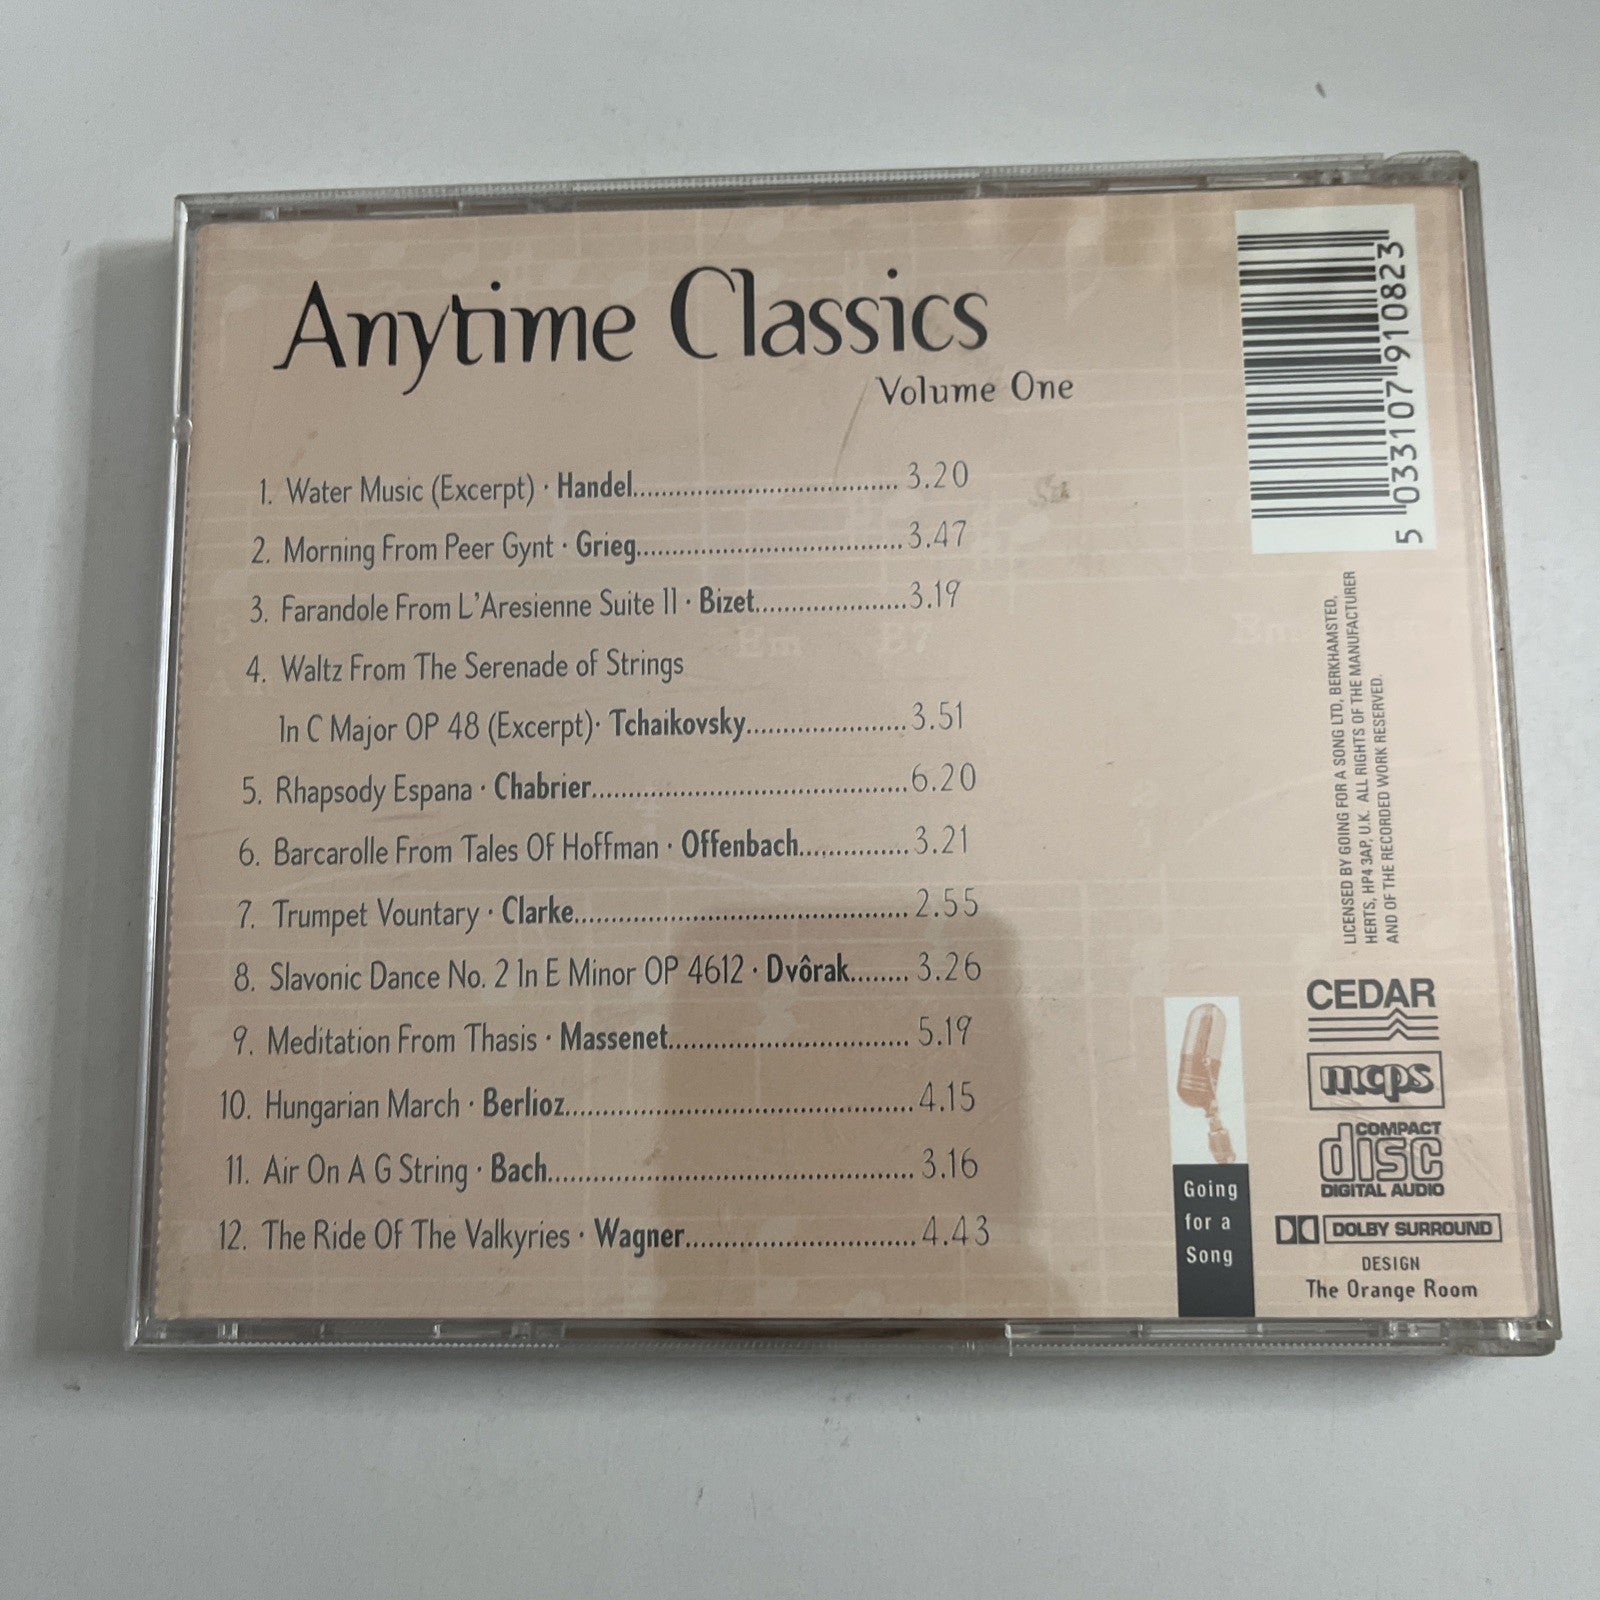 Anytime Classics
Volume One
1. Water Music (Excerpt) · Handel.................................... 3.20
2. Morning From Peer Gynt · Grieg....................................3.47
3. Farandole From L'Aresienne Suite II · Bizet.....................3.19
4. Waltz From The Serenade of Strings
In C Major OP 48 (Excerpt)· Tchaikovsky......................3.51
5. Rhapsody Espana · Chabrier..........................................6.20
6. Barcarolle From Tales Of Hoffman · Offenbach...............3.21
7. Trumpet Vountary · Clarke............................................ 2.55
8. Slavonic Dance No. 2 In E Minor OP 4612 · Dvôrak........ 3.26
9. Meditation From Thasis · Massenet................................ 5.19
10. Hungarian March · Berlioz...............................................4.15
11. Air On A G String · Bach................................................. 3.16
12. The Ride Of The Valkyries · Wagner...............................4.43
5 033107 910823
LICENSED BY GOING FOR A SONG LTD, BERKHAMSTED,
HERTS, HP4 3AP, U.K. ALL RIGHTS OF THE MANUFACTURER
AND OF THE RECORDED WORK RESERVED.
CEDAR
mcps
COMPACT
disc
DIGITAL AUDIO
DOLBY SURROUND
DESIGN
The Orange Room
Going
for a
Song
Em